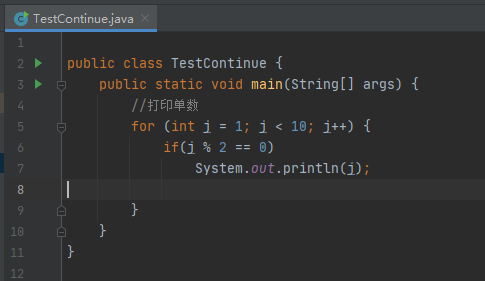 TestContinue.java
1
2 public class TestContinue {
3 public static void main(String[] args) {
4 //打印单数
5 for (int j = 1; j < 10; j++) {
6 if(j % 2 == 0)
7 System.out.println(j);
8
9 }
10 }
11 }
12